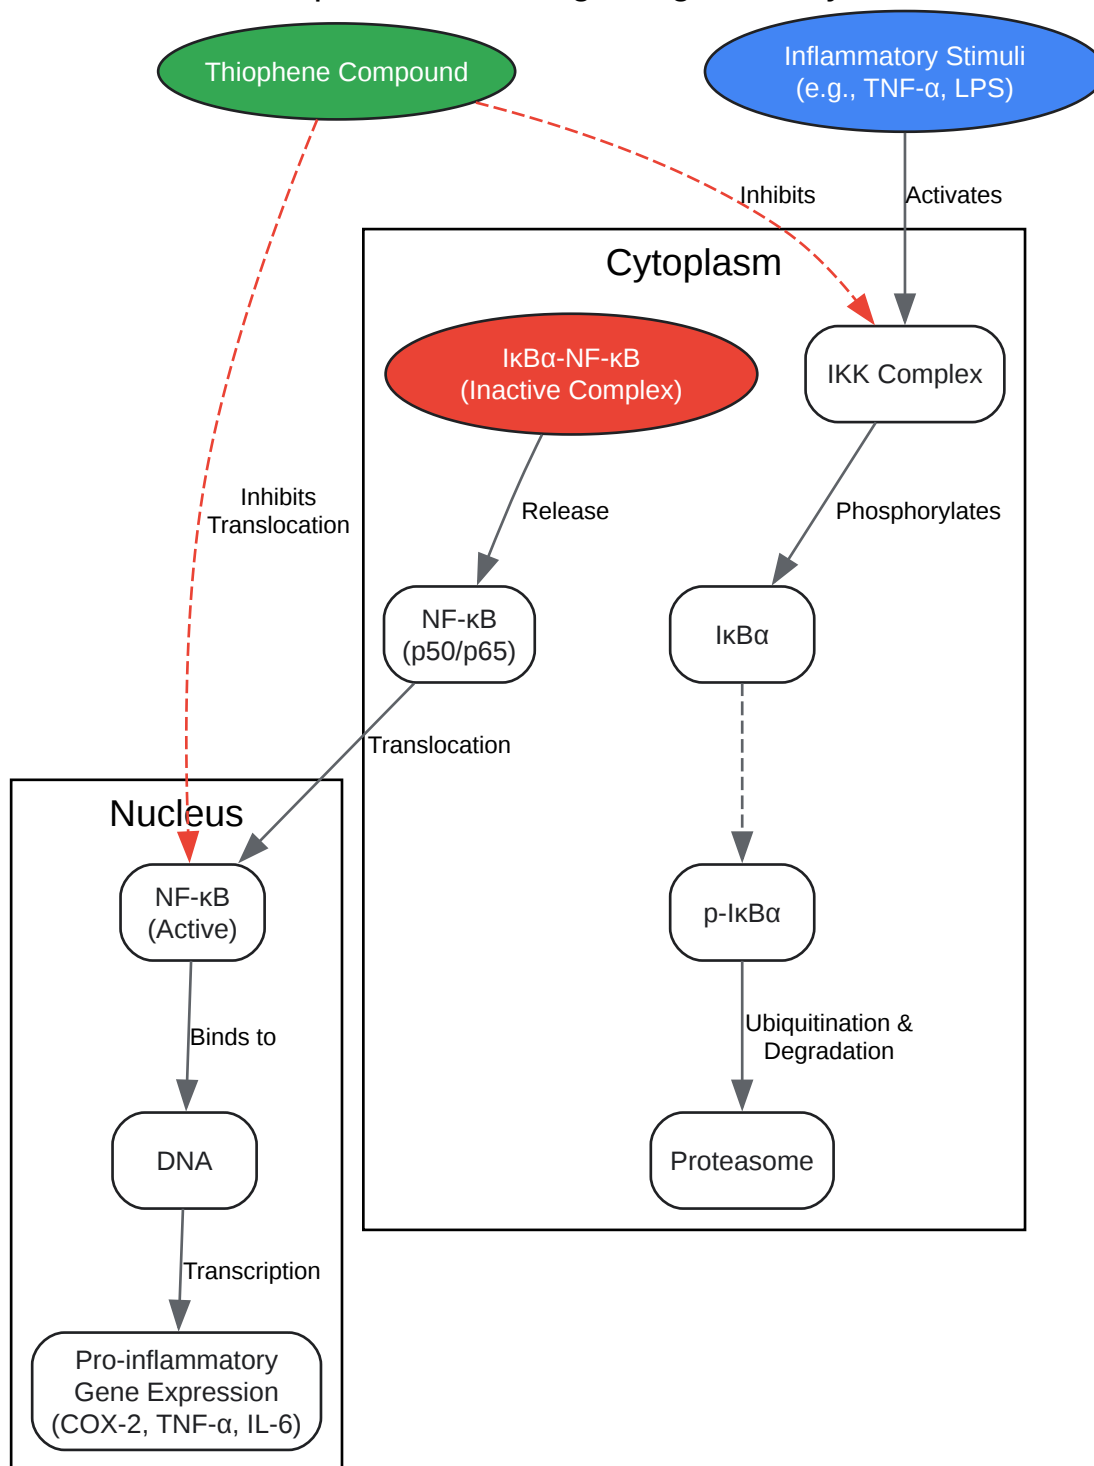 Thiophene Compound
Inflammatory Stimuli
(e.g., TNF-α, LPS)
Inhibits
Activates
Cytoplasm
IκBα-NF-κB
(Inactive Complex)
IKK Complex
Inhibits
Translocation
Release
Phosphorylates
NF-κB
(p50/p65)
IκBα
Translocation
Nucleus
NF-κB
(Active)
p-IκBα
Binds to
Ubiquitination &
Degradation
DNA
Proteasome
Transcription
Pro-inflammatory
Gene Expression
(COX-2, TNF-α, IL-6)